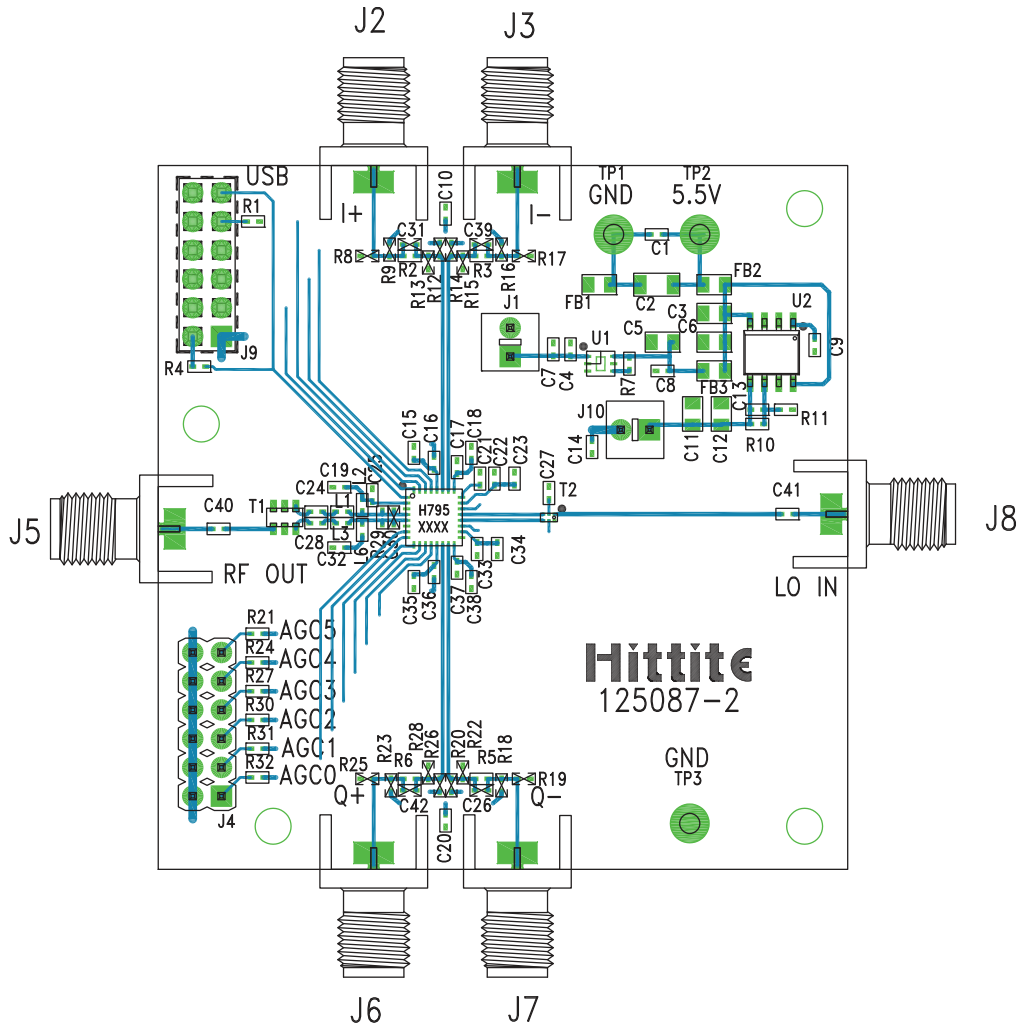 J2
J3
USB
TP1
TP2
GND
5.5V
C10
R1
I+
I-
C31
C39
C1
R8
R9
R2
R13
R12
R14
R15
R3
R16
R17
FB1
C2
FB2
J1
C3
U2
C5
C6
U1
C9
J9
R4
C7
C4
R7
C8
FB3
C13
J10
R11
C14
C11
C12
R10
C15
C16
C17
C18
C21
C22
C23
C19
L2
C25
C27
C24
L1
T2
C40
T1
H795
XXXX
C41
J5
J8
C28
L3
C32
L6
R29
C30
C33
C34
RF OUT
LO IN
C35
C36
C37
C38
R21
AGC5
R24
AGC4
R27
AGC3
R30
AGC2
R31
AGC1
R32
AGC0
Hittite
125087-2
GND
TP3
R25
R23
R6
R28
R26
R20
R22
R5
R18
R19
Q+
C42
C26
Q-
J4
C20
J6
J7